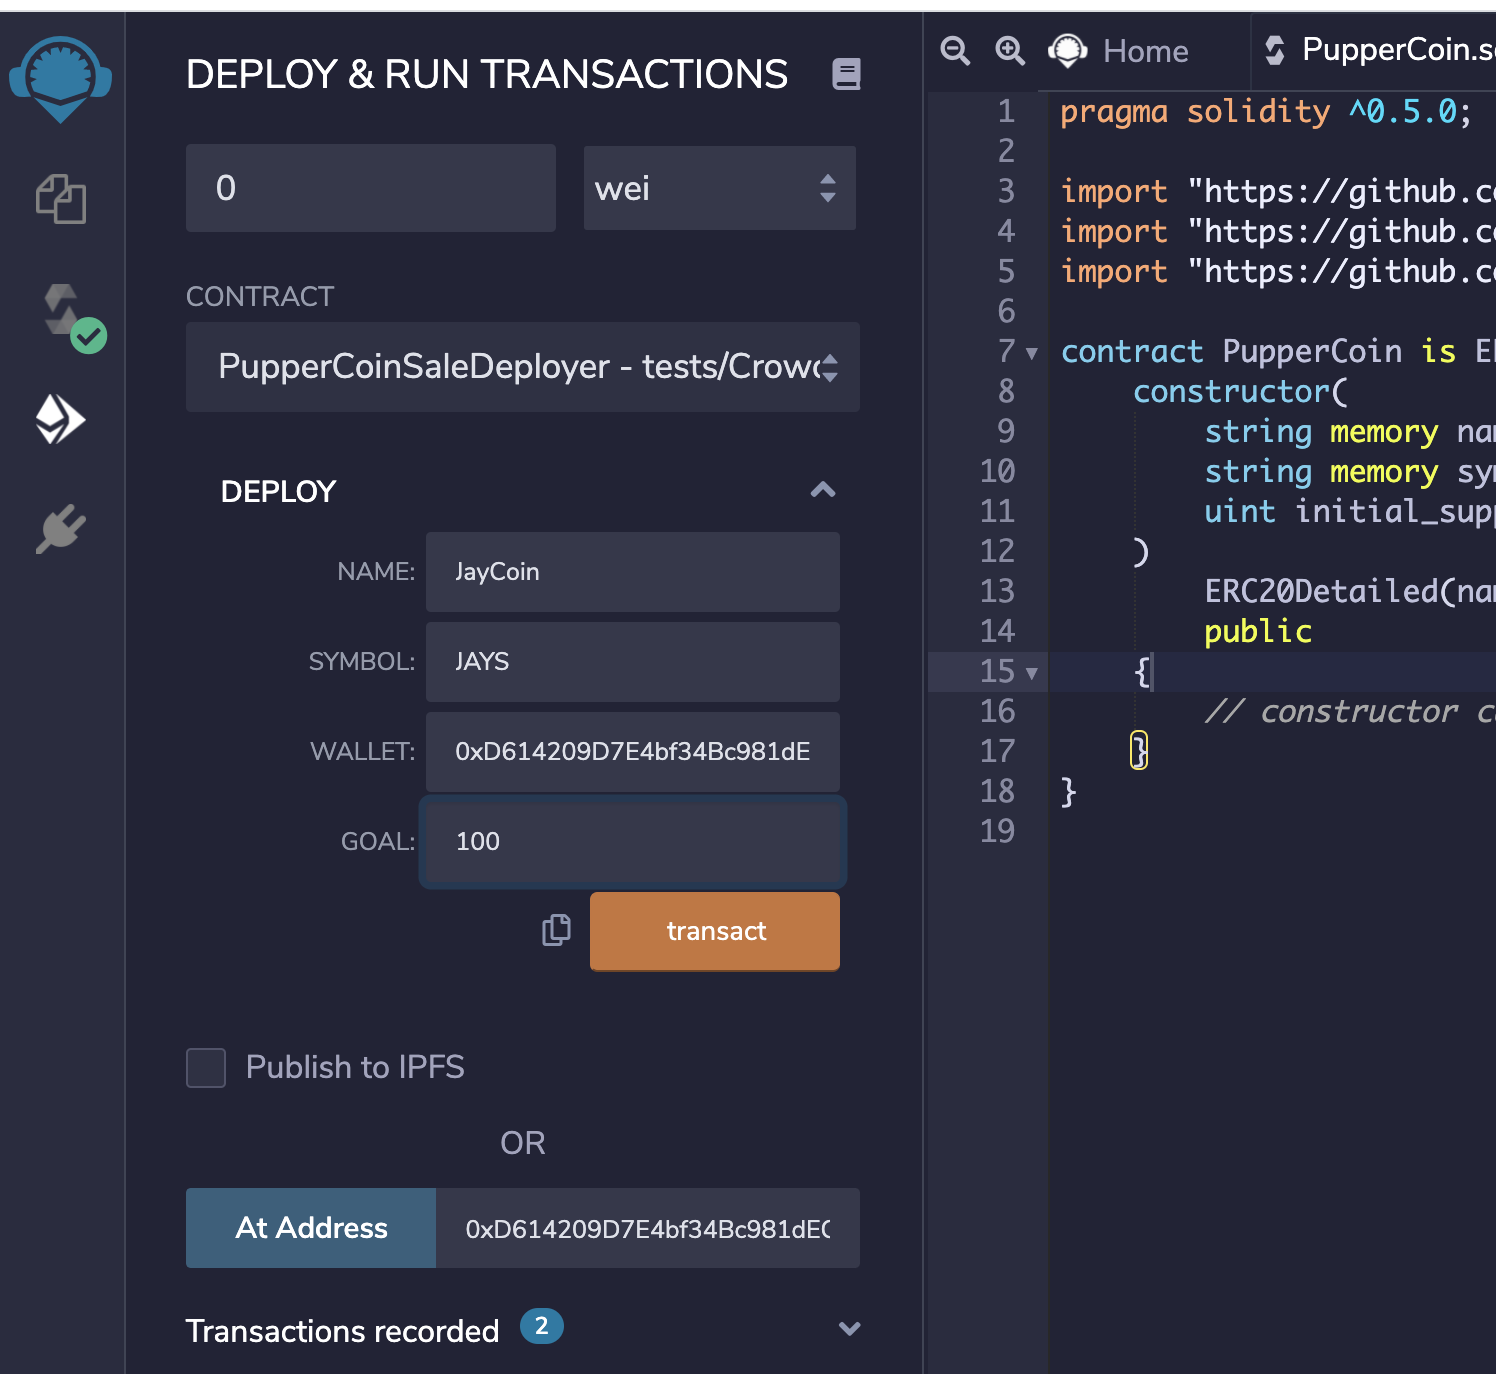 DEPLOY & RUN TRANSACTIONS
0
wei
CONTRACT
PupperCoinSaleDeployer - tests/Crow
DEPLOY
NAME:
JayCoin
SYMBOL:
JAYS
WALLET:
0xD614209D7E4bf34Bc981dE
GOAL:
100
transact
Publish to IPFS
OR
At Address
0xD614209D7E4bf34Bc981dE
Transactions recorded 2
Home
PupperCoin.s
1 pragma solidity ^0.5.0;
2
3 import "https://github.c
4 import "https://github.c
5 import "https://github.c
6
7 contract PupperCoin is E
8 constructor(
9 string memory na
10 string memory sy
11 uint initial_sup
12 )
13 ERC20Detailed(na
14 public
15 {
16 // constructor c
17 }
18 }
19